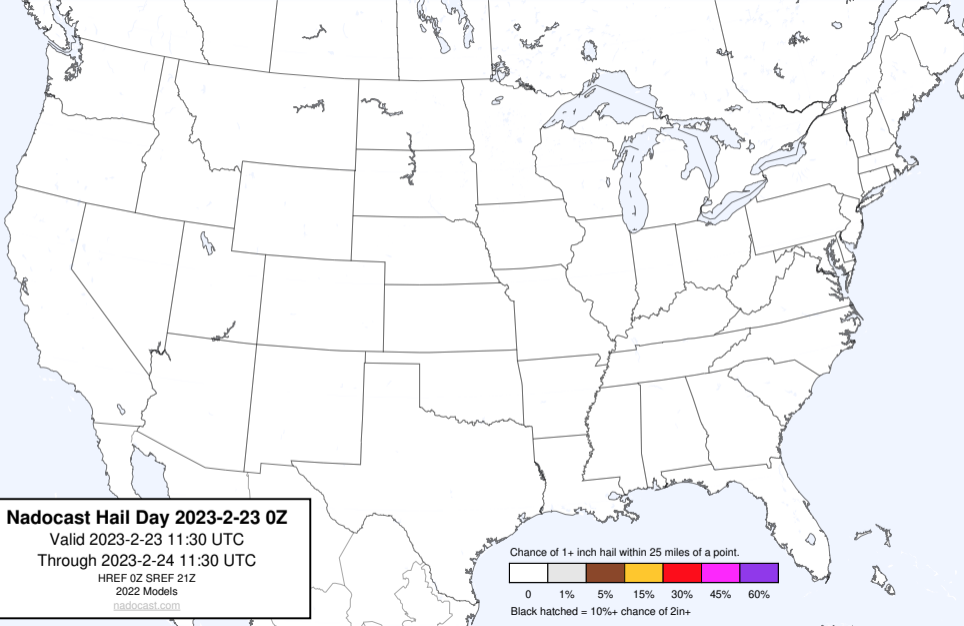 Nadocast Hail Day 2023-2-23 0Z
Valid 2023-2-23 11:30 UTC
Through 2023-2-24 11:30 UTC
HREF 0Z SREF 21Z
2022 Models
nadocast.com
Chance of 1+ inch hail within 25 miles of a point.
0 1% 5% 15% 30% 45% 60%
Black hatched = 10%+ chance of 2in+